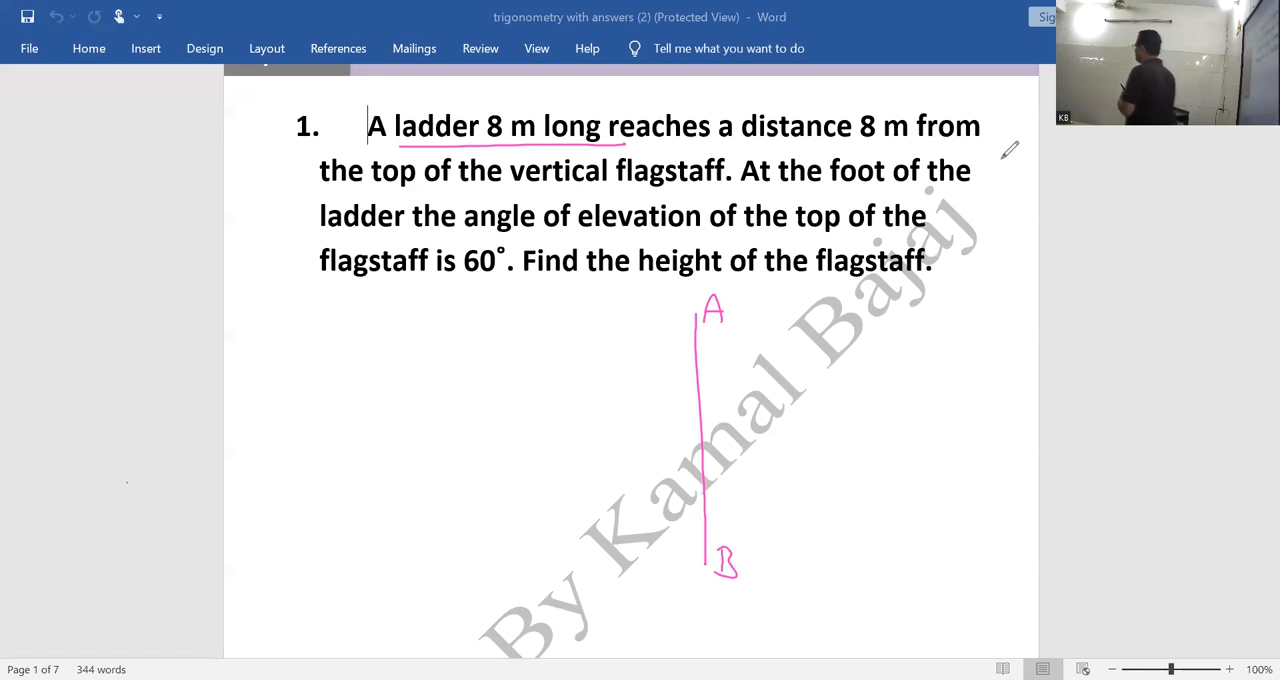 trigonometry with answers (2) (Protected View) - Word
Sig
File Home Insert Design Layout References Mailings Review View Help Tell me what you want to do
KB
1. A ladder 8 m long reaches a distance 8 m from
the top of the vertical flagstaff. At the foot of the
ladder the angle of elevation of the top of the
flagstaff is 60°. Find the height of the flagstaff.
A
B
By Kamal Bajaj
Page 1 of 7 344 words
100%